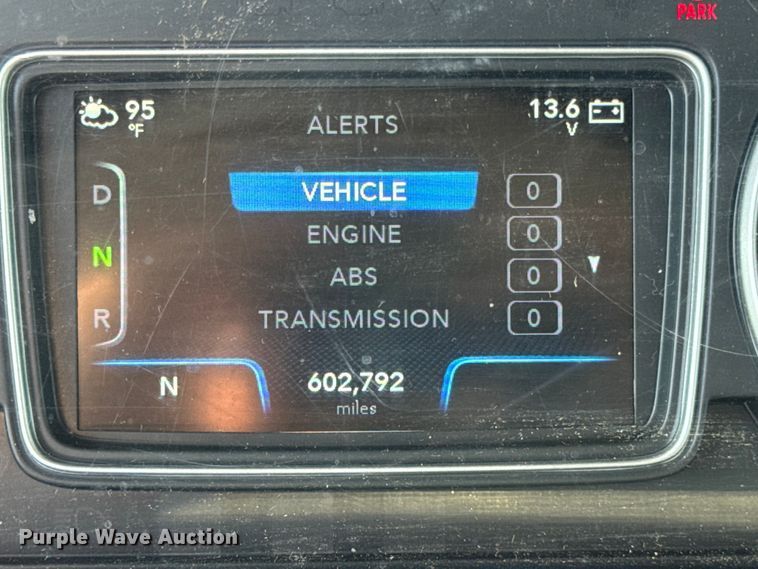 PARK
95 °F
13.6 V
ALERTS
VEHICLE 0
ENGINE 0
ABS 0
TRANSMISSION 0
D
N
R
N
602,792
miles
Purple Wave Auction